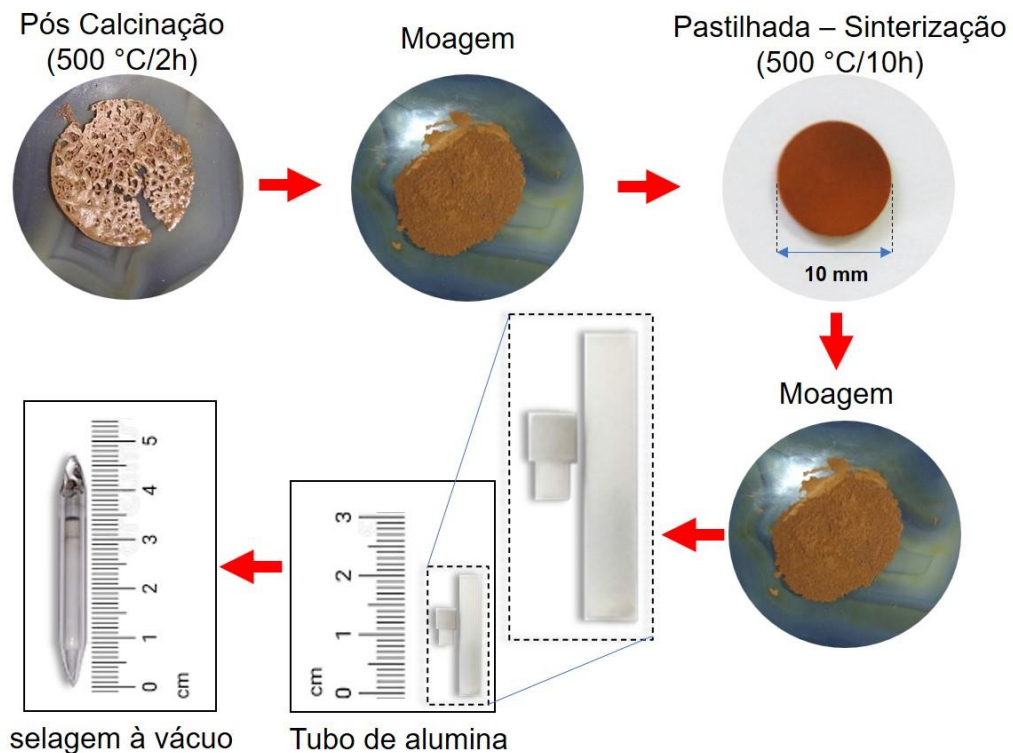 Pós Calcinação
(500 °C/2h)
Moagem
Pastilhada – Sinterização
(500 °C/10h)
10 mm
Moagem
5
4
3
2
1
0
cm
3
2
1
0
cm
selagem à vácuo
Tubo de alumina